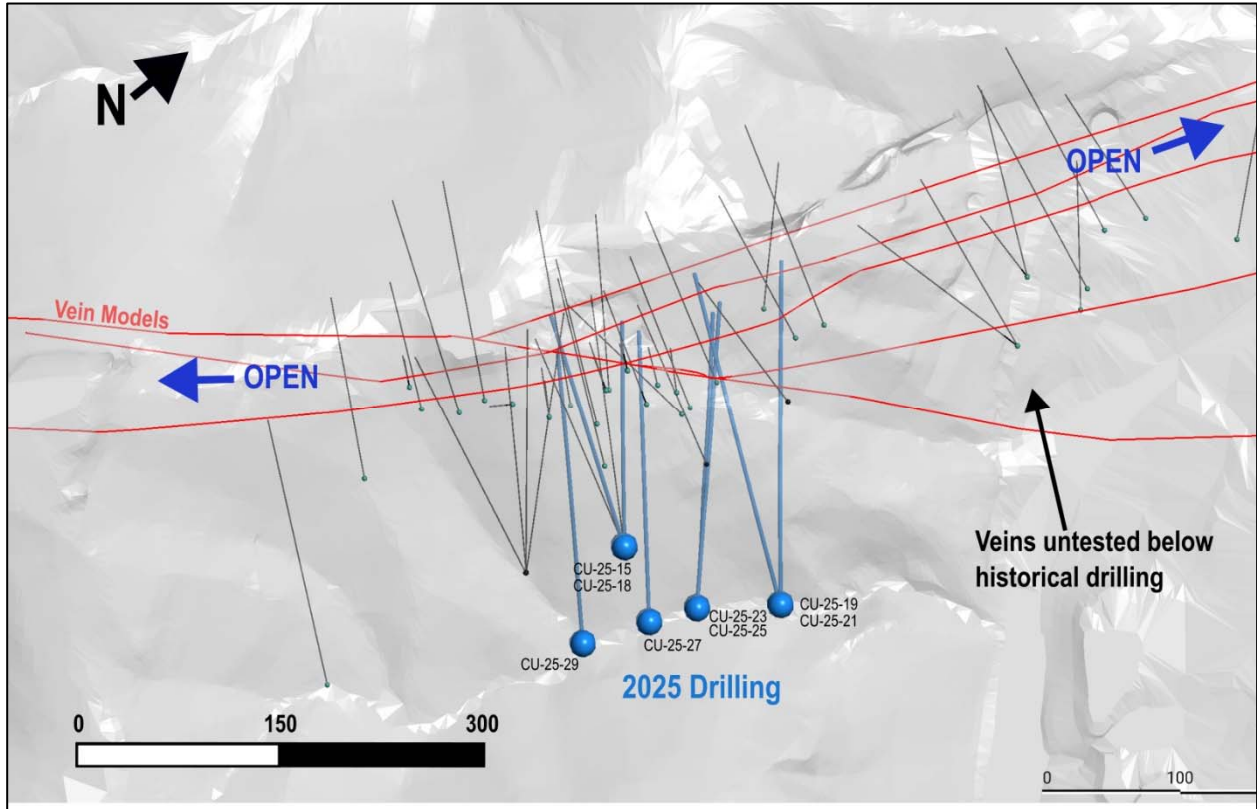 N
OPEN
Vein Models
OPEN
Veins untested below
historical drilling
CU-25-15
CU-25-18
CU-25-19
CU-25-21
CU-25-23
CU-25-25
CU-25-27
CU-25-29
2025 Drilling
0 150 300
0 100